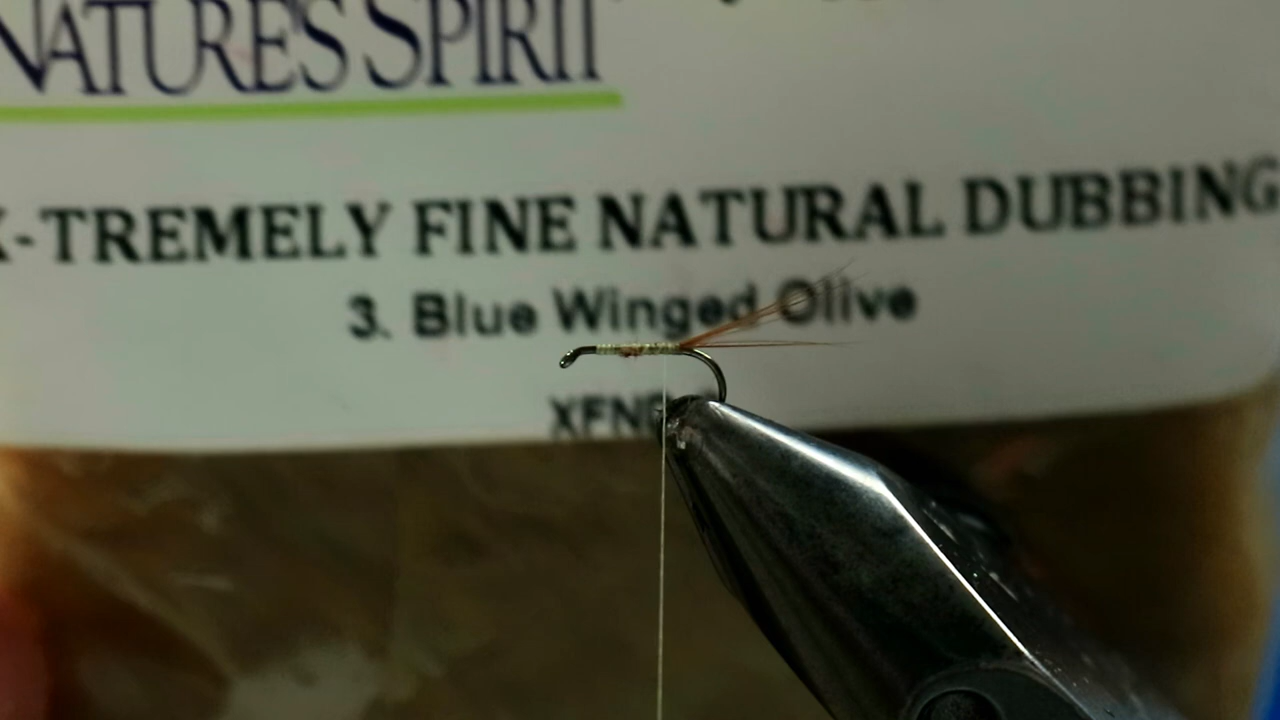 NATURE'S SPIRIT
X-TREMELY FINE NATURAL DUBBING
3. Blue Winged Olive